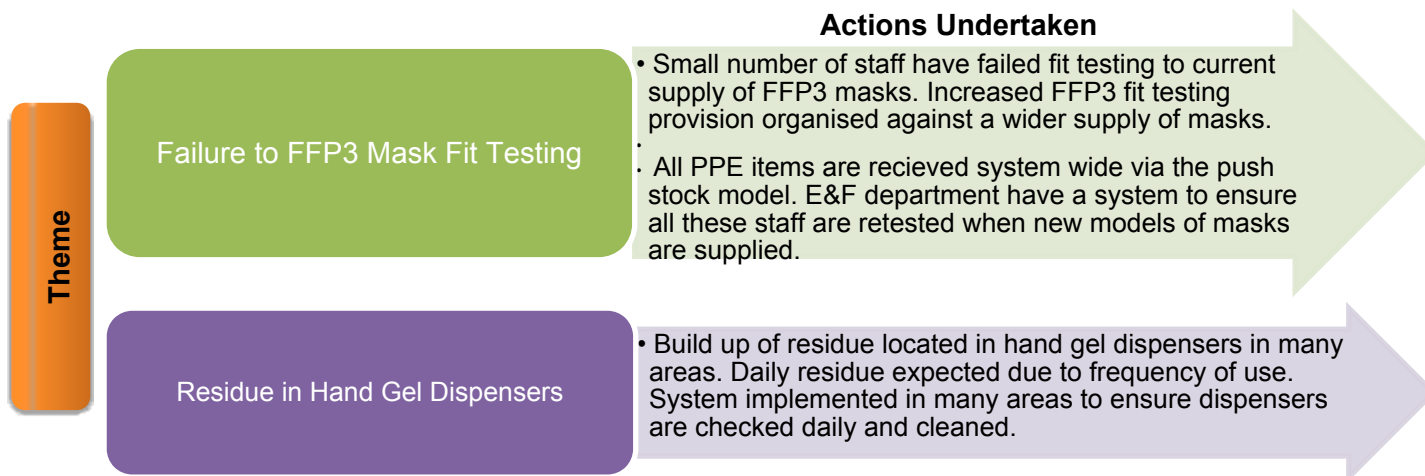 Actions Undertaken
Theme
Failure to FFP3 Mask Fit Testing
• Small number of staff have failed fit testing to current
supply of FFP3 masks. Increased FFP3 fit testing
provision organised against a wider supply of masks.
•
• All PPE items are recieved system wide via the push
stock model. E&F department have a system to ensure
all these staff are retested when new models of masks
are supplied.
Residue in Hand Gel Dispensers
• Build up of residue located in hand gel dispensers in many
areas. Daily residue expected due to frequency of use.
System implemented in many areas to ensure dispensers
are checked daily and cleaned.